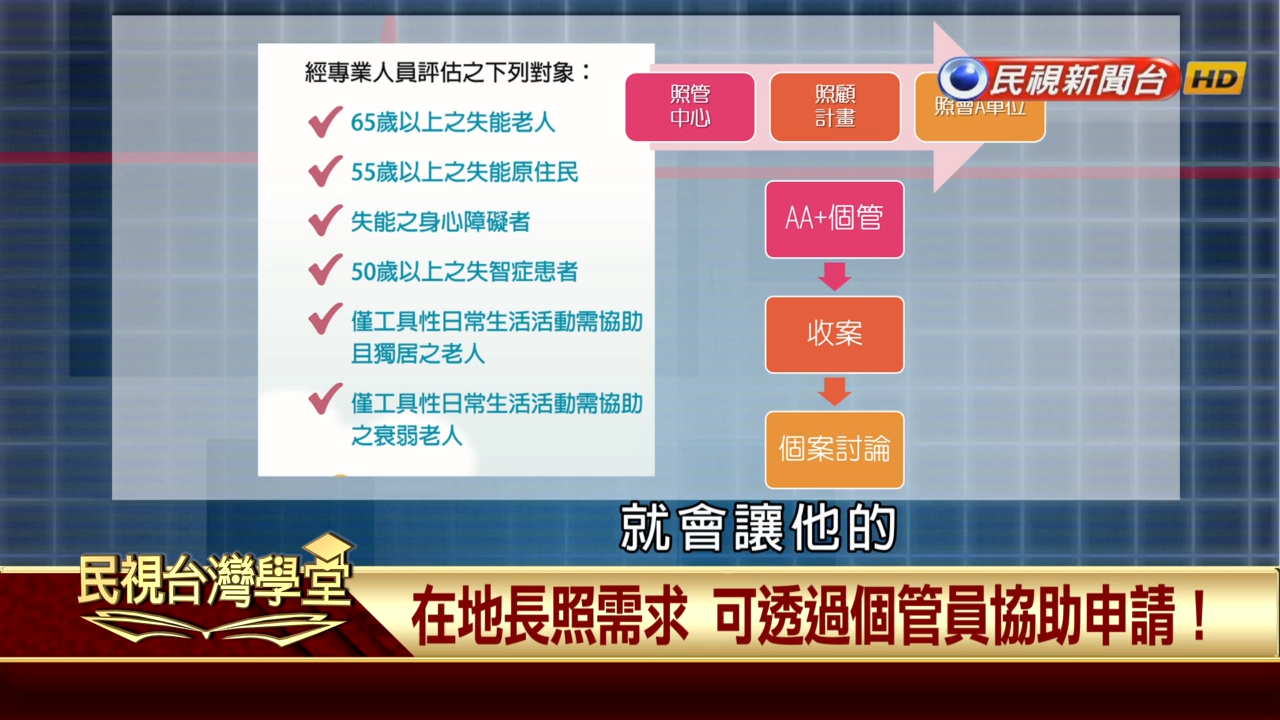 民視新聞台 HD
經專業人員評估之下列對象：
65歲以上之失能老人
55歲以上之失能原住民
失能之身心障礙者
50歲以上之失智症患者
僅工具性日常生活活動需協助
且獨居之老人
僅工具性日常生活活動需協助
之衰弱老人
照管
中心
照顧
計畫
照會A單位
AA+個管
收案
個案討論
就會讓他的
民視台灣學堂
在地長照需求 可透過個管員協助申請！